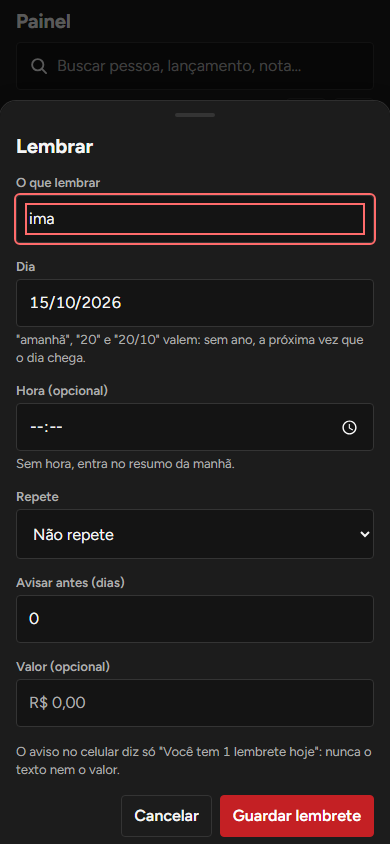 Painel
Buscar pessoa, lançamento, nota...
Lembrar
O que lembrar
ima
Dia
15/10/2026
"amanhã", "20" e "20/10" valem: sem ano, a próxima vez que
o dia chega.
Hora (opcional)
--:--
Sem hora, entra no resumo da manhã.
Repete
Não repete
Avisar antes (dias)
0
Valor (opcional)
R$ 0,00
O aviso no celular diz só "Você tem 1 lembrete hoje": nunca o
texto nem o valor.
Cancelar
Guardar lembrete